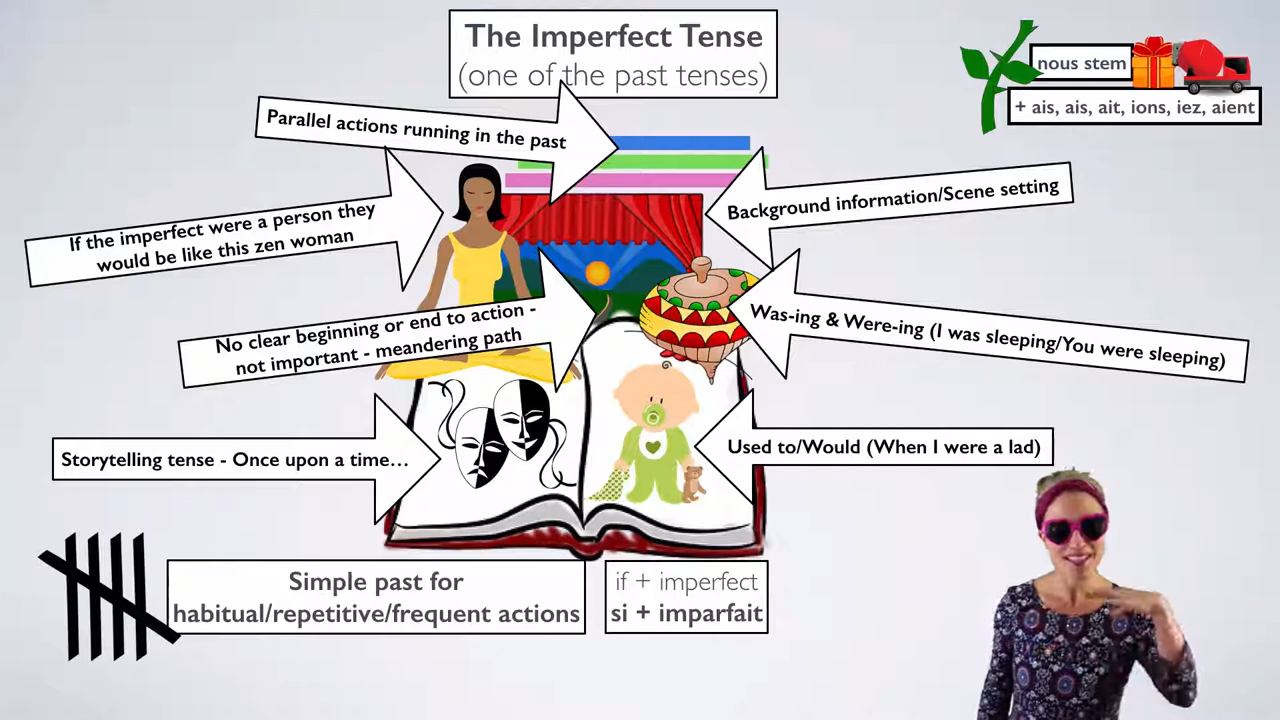 The Imperfect Tense
(one of the past tenses)
nous stem
+ ais, ais, ait, ions, iez, aient
Parallel actions running in the past
Background information/Scene setting
If the imperfect were a person they
would be like this zen woman
No clear beginning or end to action -
not important - meandering path
Was-ing & Were-ing (I was sleeping/You were sleeping)
Storytelling tense - Once upon a time...
Used to/Would (When I were a lad)
Simple past for
habitual/repetitive/frequent actions
if + imperfect
si + imparfait